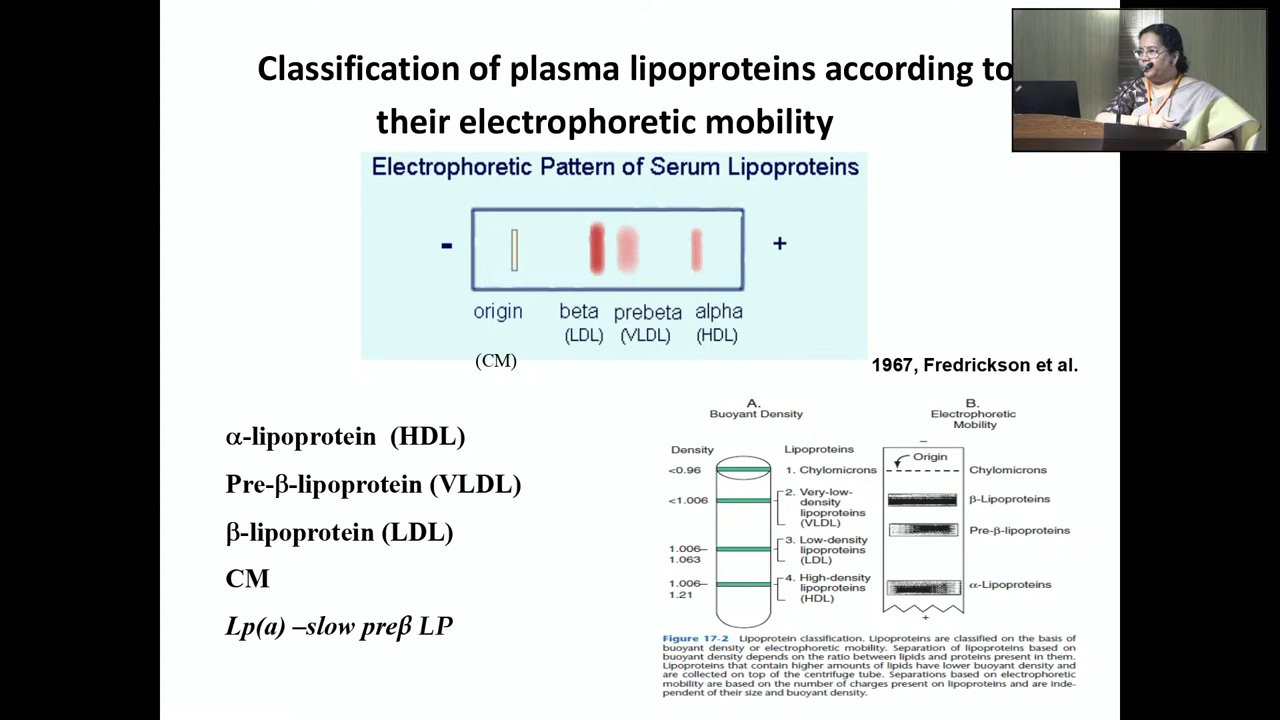 Classification of plasma lipoproteins according to
their electrophoretic mobility
Electrophoretic Pattern of Serum Lipoproteins
- +
origin beta prebeta alpha
(LDL) (VLDL) (HDL)
(CM)
1967, Fredrickson et al.
α-lipoprotein (HDL)
Pre-β-lipoprotein (VLDL)
β-lipoprotein (LDL)
CM
Lp(a) –slow preβ LP
A.
Buoyant Density
Density Lipoproteins
<0.96 1. Chylomicrons
<1.006 2. Very-low-
density
lipoproteins
(VLDL)
1.006– 3. Low-density
1.063 lipoproteins
(LDL)
1.006– 4. High-density
1.21 lipoproteins
(HDL)
B.
Electrophoretic
Mobility
–
Origin
Chylomicrons
β-Lipoproteins
Pre-β-lipoproteins
α-Lipoproteins
+
Figure 17-2 Lipoprotein classification. Lipoproteins are classified on the basis of
buoyant density or electrophoretic mobility. Separation of lipoproteins based on
buoyant density depends on the ratio between lipids and proteins present in them.
Lipoproteins that contain higher amounts of lipids have lower buoyant density and
are collected on top of the centrifuge tube. Separations based on electrophoretic
mobility are based on the number of charges present on lipoproteins and are inde-
pendent of their size and buoyant density.